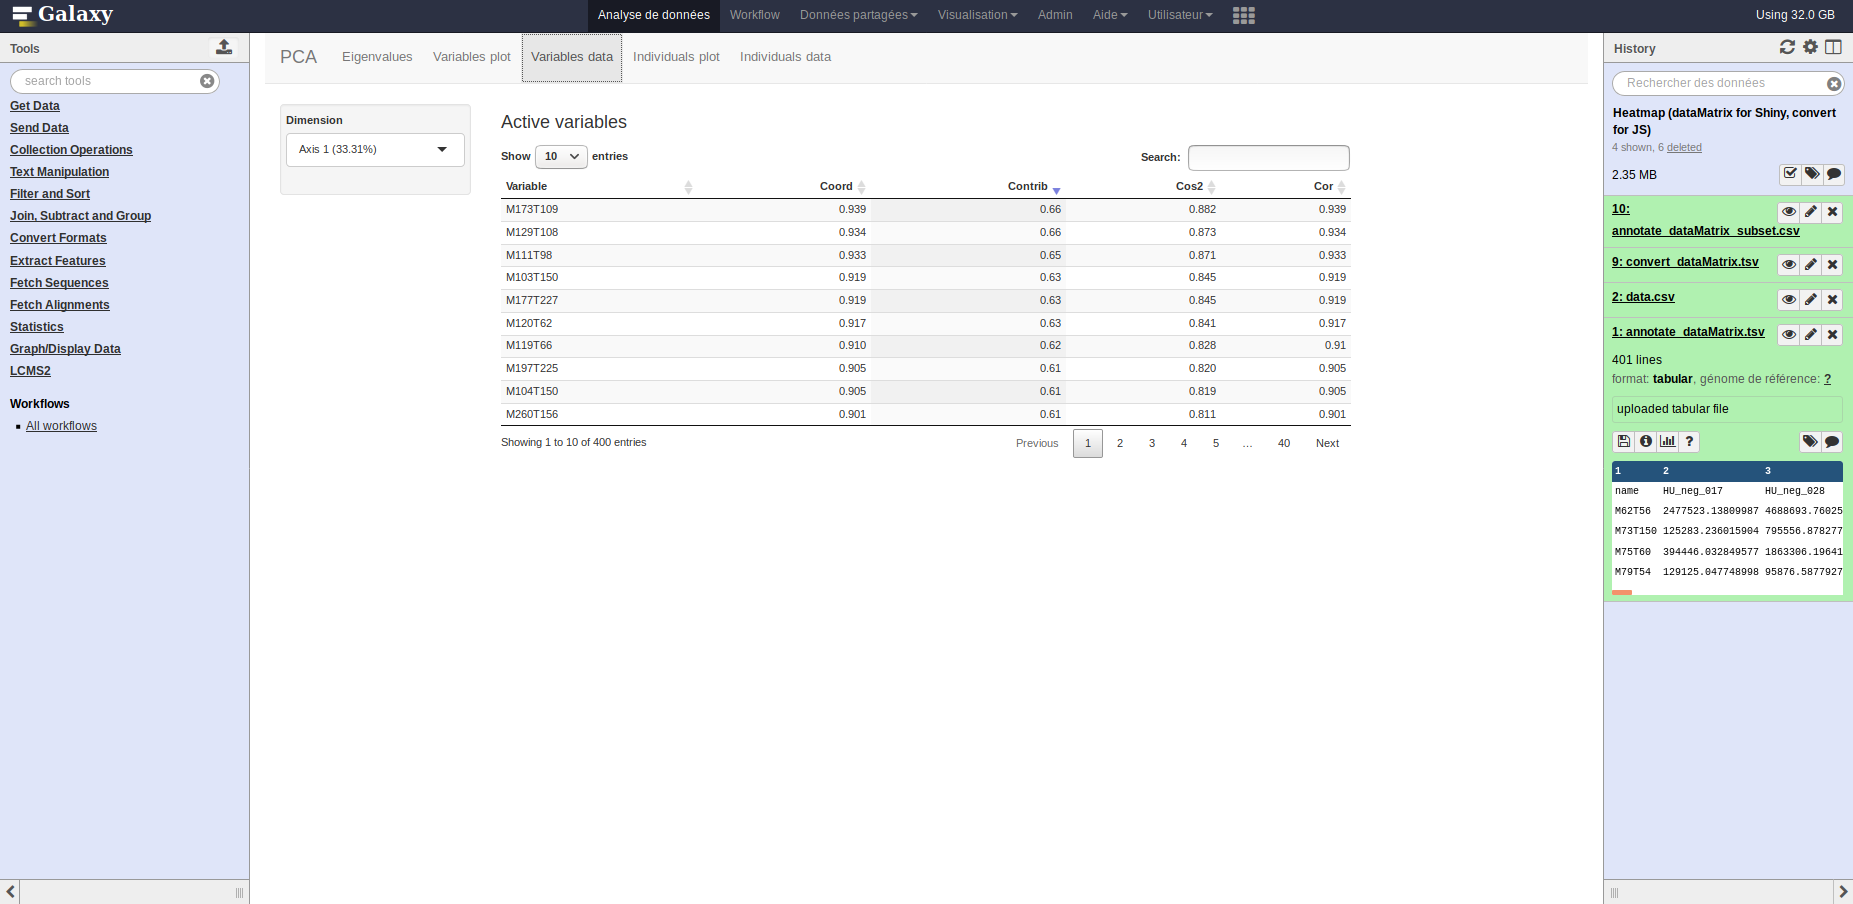 Galaxy
Analyse de données Workflow Données partagées Visualisation Admin Aide Utilisateur
Using 32.0 GB
Tools
search tools
Get Data
Send Data
Collection Operations
Text Manipulation
Filter and Sort
Join, Subtract and Group
Convert Formats
Extract Features
Fetch Sequences
Fetch Alignments
Statistics
Graph/Display Data
LCMS2
Workflows
All workflows
PCA Eigenvalues Variables plot Variables data Individuals plot Individuals data
Dimension
Axis 1 (33.31%)
Active variables
Show 10 entries
Search:
Variable Coord Contrib Cos2 Cor
M173T109 0.939 0.66 0.882 0.939
M129T108 0.934 0.66 0.873 0.934
M111T98 0.933 0.65 0.871 0.933
M103T150 0.919 0.63 0.845 0.919
M177T227 0.919 0.63 0.845 0.919
M120T62 0.917 0.63 0.841 0.917
M119T66 0.910 0.62 0.828 0.91
M197T225 0.905 0.61 0.820 0.905
M104T150 0.905 0.61 0.819 0.905
M260T156 0.901 0.61 0.811 0.901
Showing 1 to 10 of 400 entries
Previous 1 2 3 4 5 … 40 Next
History
Rechercher des données
Heatmap (dataMatrix for Shiny, convert
for JS)
4 shown, 6 deleted
2.35 MB
10:
annotate_dataMatrix_subset.csv
9: convert_dataMatrix.tsv
2: data.csv
1: annotate_dataMatrix.tsv
401 lines
format: tabular, génome de référence: ?
uploaded tabular file
?
1 2 3
name HU_neg_017 HU_neg_028
M62T56 2477523.13809987 4688693.76025
M73T150 125283.236015904 795556.878277
M75T60 394446.032849577 1863306.19641
M79T54 129125.047748998 95876.5877927